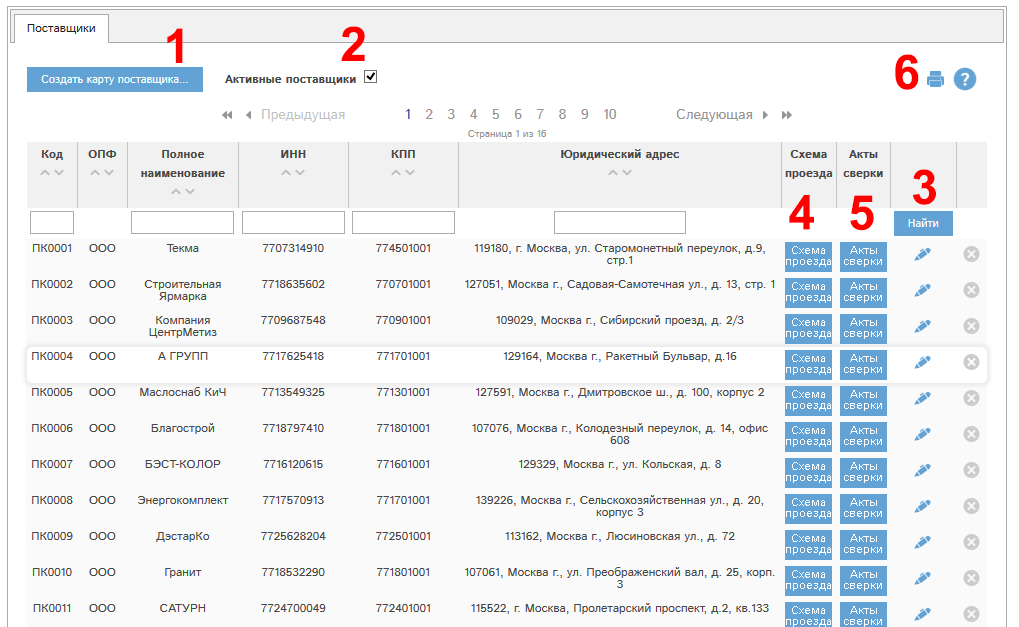 Поставщики
1
2
Создать карту поставщика...
Активные поставщики
6
?
Предыдущая 1 2 3 4 5 6 7 8 9 10 Следующая
Страница 1 из 16
Код ОПФ Полное наименование ИНН КПП Юридический адрес Схема проезда Акты сверки
3
4
5
Найти
ПК0001 ООО Текма 7707314910 774501001 119180, г. Москва, ул. Старомонетный переулок, д.9, стр.1 Схема проезда Акты сверки
ПК0002 ООО Строительная Ярмарка 7718635602 770701001 127051, Москва г., Садовая-Самотечная ул., д. 13, стр. 1 Схема проезда Акты сверки
ПК0003 ООО Компания ЦентрМетиз 7709687548 770901001 109029, Москва г., Сибирский проезд, д. 2/3 Схема проезда Акты сверки
ПК0004 ООО А ГРУПП 7717625418 771701001 129164, Москва г., Ракетный Бульвар, д.16 Схема проезда Акты сверки
ПК0005 ООО Маслоснаб КиЧ 7713549325 771301001 127591, Москва г., Дмитровское ш., д. 100, корпус 2 Схема проезда Акты сверки
ПК0006 ООО Благострой 7718797410 771801001 107076, Москва г., Колодезный переулок, д. 14, офис 608 Схема проезда Акты сверки
ПК0007 ООО БЭСТ-КОЛОР 7716120615 771601001 129329, Москва г., ул. Кольская, д. 8 Схема проезда Акты сверки
ПК0008 ООО Энергокомплект 7717570913 771701001 139226, Москва г., Сельскохозяйственная ул., д. 20, корпус 3 Схема проезда Акты сверки
ПК0009 ООО ДэстарКо 7725628204 772501001 113162, Москва г., Люсиновская ул., д. 72 Схема проезда Акты сверки
ПК0010 ООО Гранит 7718532290 771801001 107061, Москва г., ул. Преображенский вал, д. 25, корп. 3 Схема проезда Акты сверки
ПК0011 ООО САТУРН 7724700049 772401001 115522, г. Москва, Пролетарский проспект, д.2, кв.133 Схема проезда Акты сверки